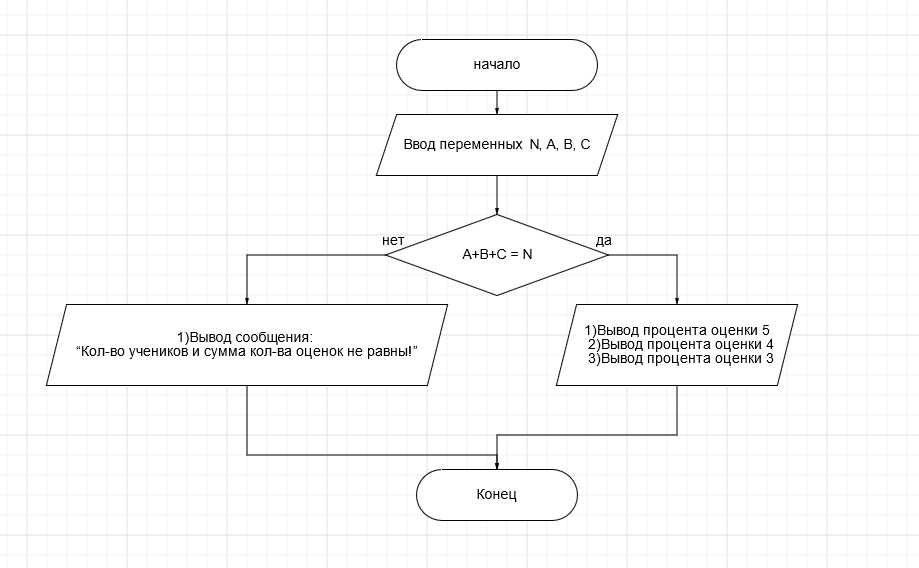 начало
Ввод переменных N, A, B, C
нет
да
A+B+C = N
1)Вывод сообщения:
“Кол-во учеников и сумма кол-ва оценок не равны!”
1)Вывод процента оценки 5
2)Вывод процента оценки 4
3)Вывод процента оценки 3
Конец